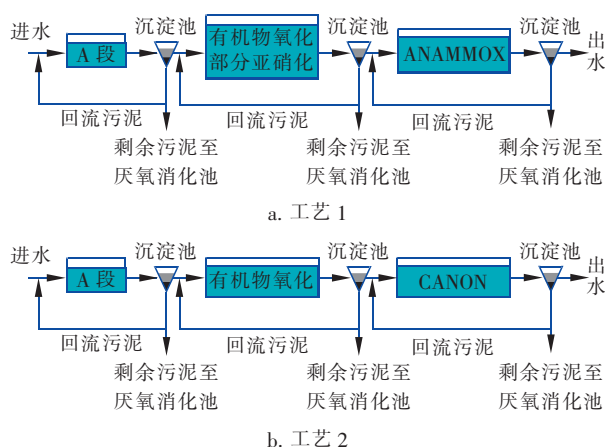 进水
A段
沉淀池
有机物氧化
部分亚硝化
沉淀池
ANAMMOX
沉淀池
出水
回流污泥
回流污泥
回流污泥
剩余污泥至
厌氧消化池
剩余污泥至
厌氧消化池
剩余污泥至
厌氧消化池
a. 工艺 1
进水
A段
沉淀池
有机物氧化
沉淀池
CANON
沉淀池
出水
回流污泥
回流污泥
回流污泥
剩余污泥至
厌氧消化池
剩余污泥至
厌氧消化池
剩余污泥至
厌氧消化池
b. 工艺 2